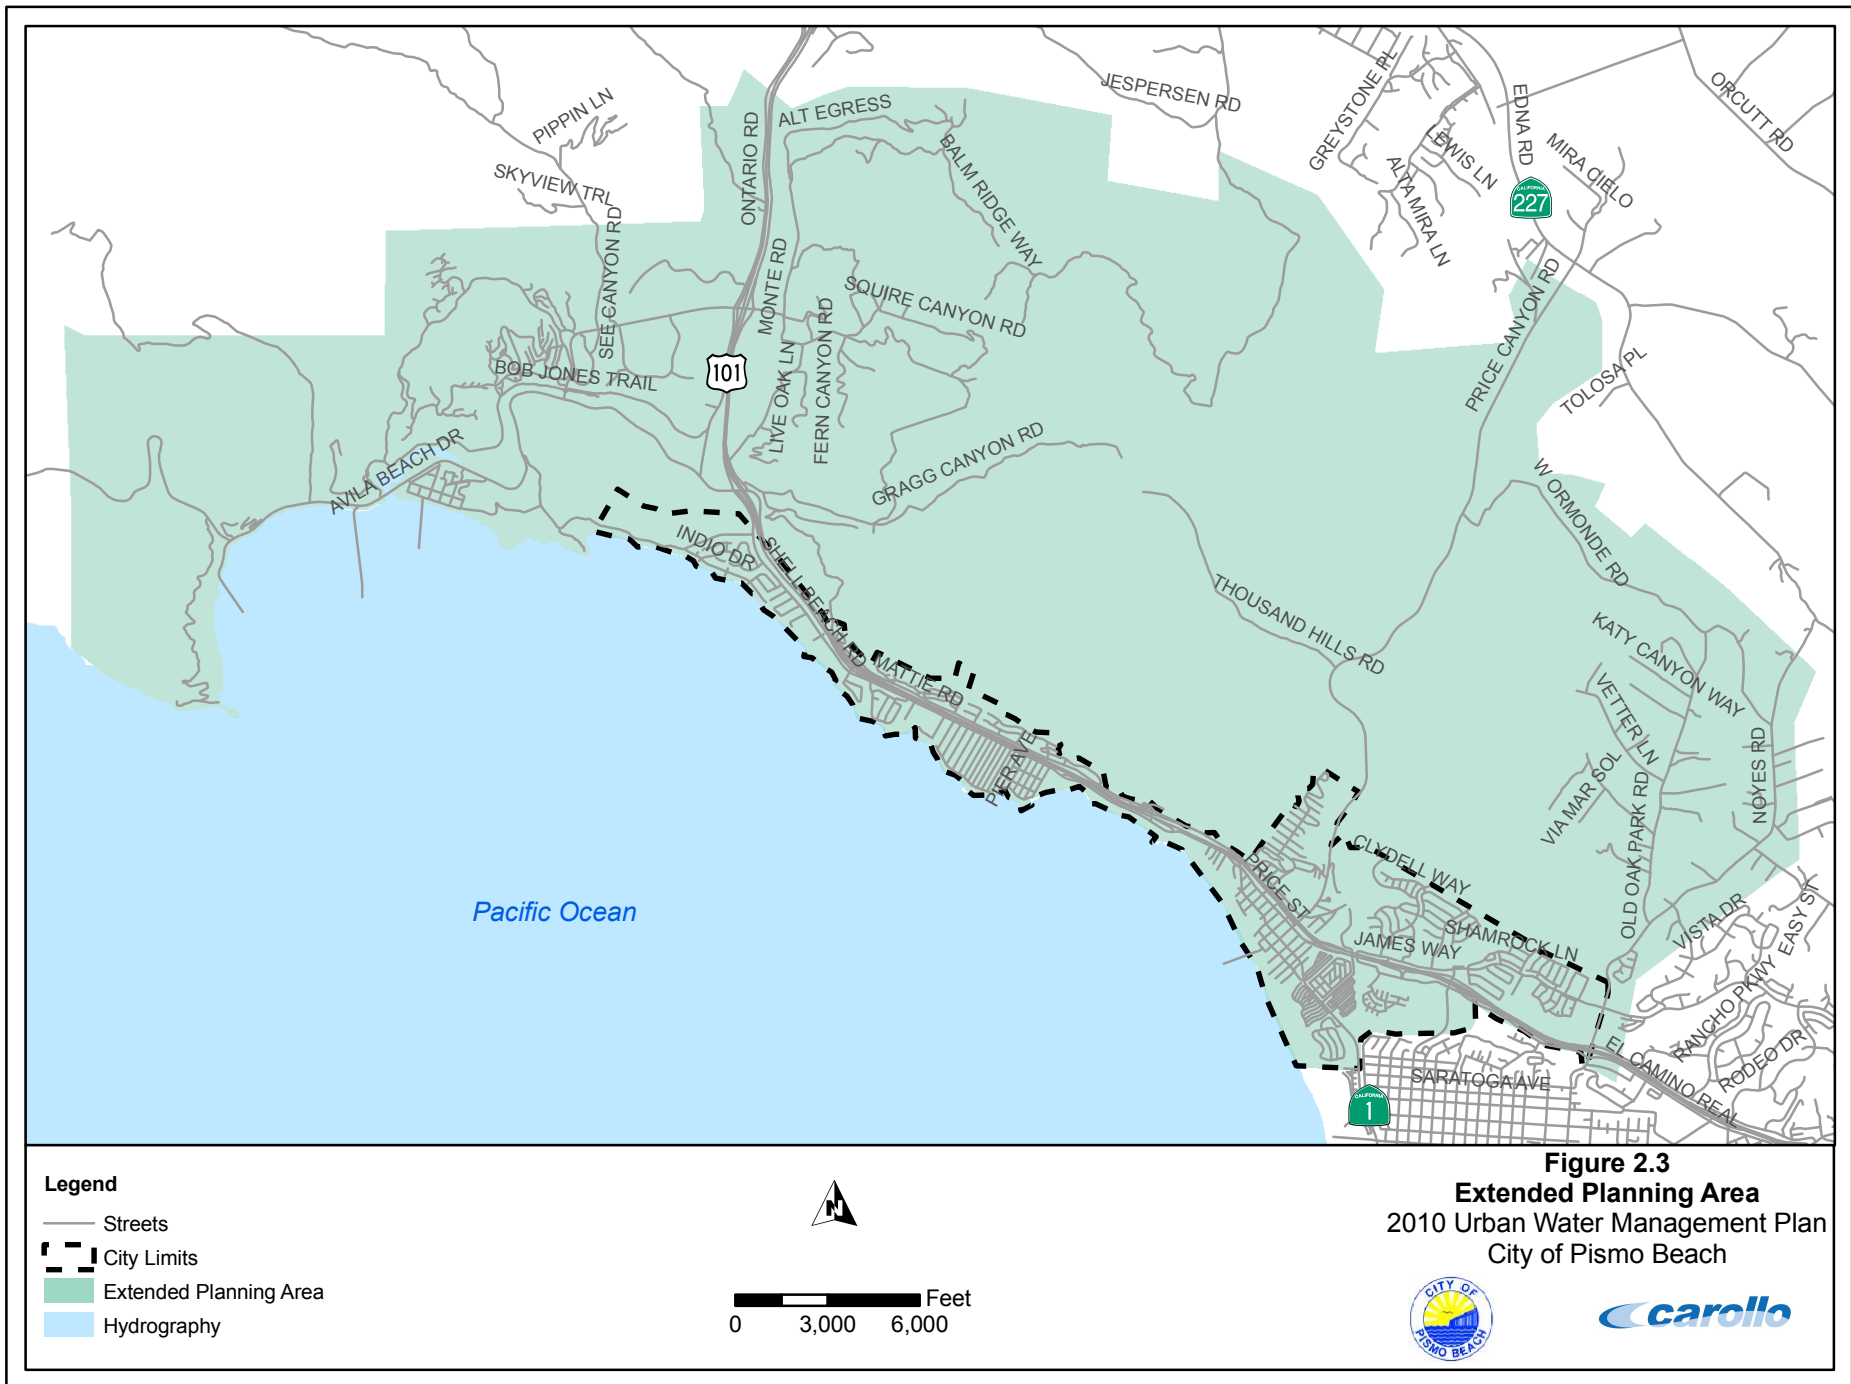 JESPERSEN RD
GREYSTONE PL
EDNA RD
ORCUTT RD
PIPPIN LN
ALT EGRESS
ONTARIO RD
BALM RIDGE WAY
LEWIS LN
MIRA CIELO
ALTA MIRA LN
SKYVIEW TRL
CALIFORNIA
227
SEE CANYON RD
MONTE RD
SQUIRE CANYON RD
PRICE CANYON RD
FERN CANYON RD
LIVE OAK LN
101
BOB JONES TRAIL
TOLOSA PL
AVILA BEACH DR
GRAGG CANYON RD
W ORMONDE RD
INDIO DR
SHELL BEACH RD
THOUSAND HILLS RD
KATY CANYON WAY
MATTIE RD
VETTER LN
PIER AVE
VIA MAR SOL
OLD OAK PARK RD
NOYES RD
CLYDELL WAY
PRICE ST
Pacific Ocean
SHAMROCK LN
JAMES WAY
VISTA DR
EASY ST
RANCHO PKWY
RODEO DR
EL CAMINO REAL
SARATOGA AVE
CALIFORNIA
1
Legend
Streets
City Limits
Extended Planning Area
Hydrography
N
Feet
0 3,000 6,000
Figure 2.3
Extended Planning Area
2010 Urban Water Management Plan
City of Pismo Beach
CITY OF
PISMO BEACH
carollo